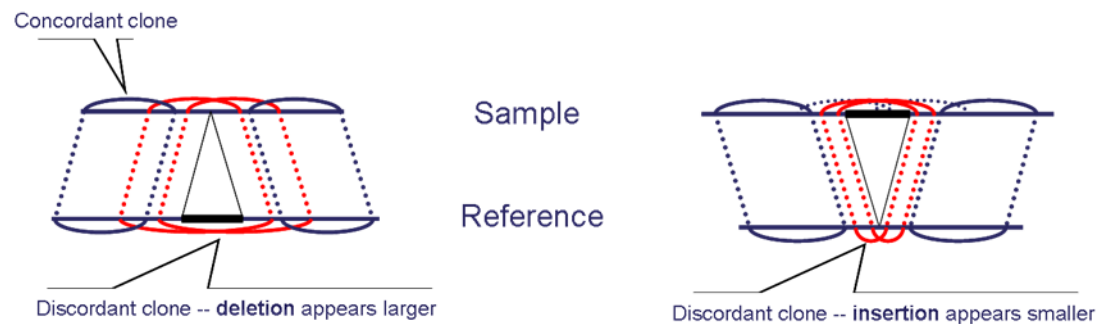 Concordant clone
Sample
Reference
Discordant clone -- deletion appears larger
Discordant clone -- insertion appears smaller